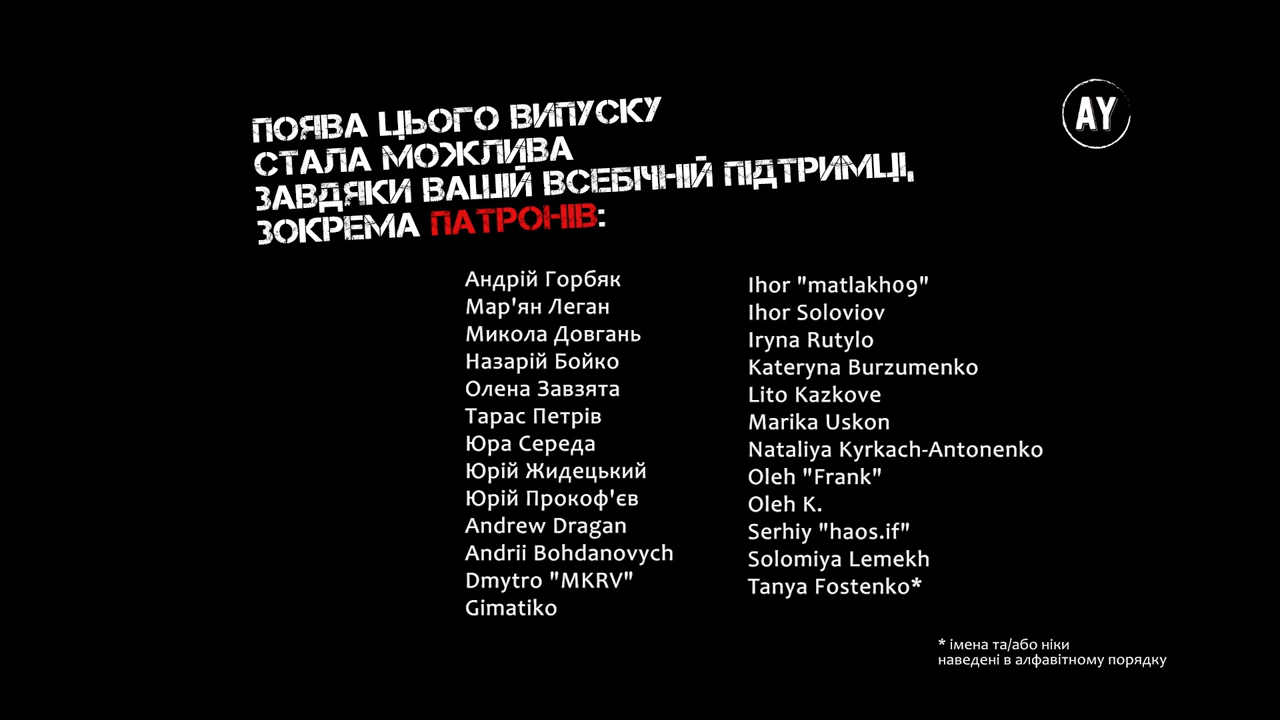 ПОЯВА ЦЬОГО ВИПУСКУ
СТАЛА МОЖЛИВА
ЗАВДЯКИ ВАШІЙ ВСЕБІЧНІЙ ПІДТРИМЦІ,
ЗОКРЕМА ПАТРОНІВ:
АУ
Андрій Горбяк
Мар'ян Леган
Микола Довгань
Назарій Бойко
Олена Завзята
Тарас Петрів
Юра Середа
Юрій Жидецький
Юрій Прокоф'єв
Andrew Dragan
Andrii Bohdanovych
Dmytro "MKRV"
Gimatiko
Ihor "matlakh09"
Ihor Soloviov
Iryna Rutylo
Kateryna Burzumenko
Lito Kazkove
Marika Uskon
Nataliya Kyrkach-Antonenko
Oleh "Frank"
Oleh K.
Serhiy "haos.if"
Solomiya Lemekh
Tanya Fostenko*
* імена та/або ніки
наведені в алфавітному порядку